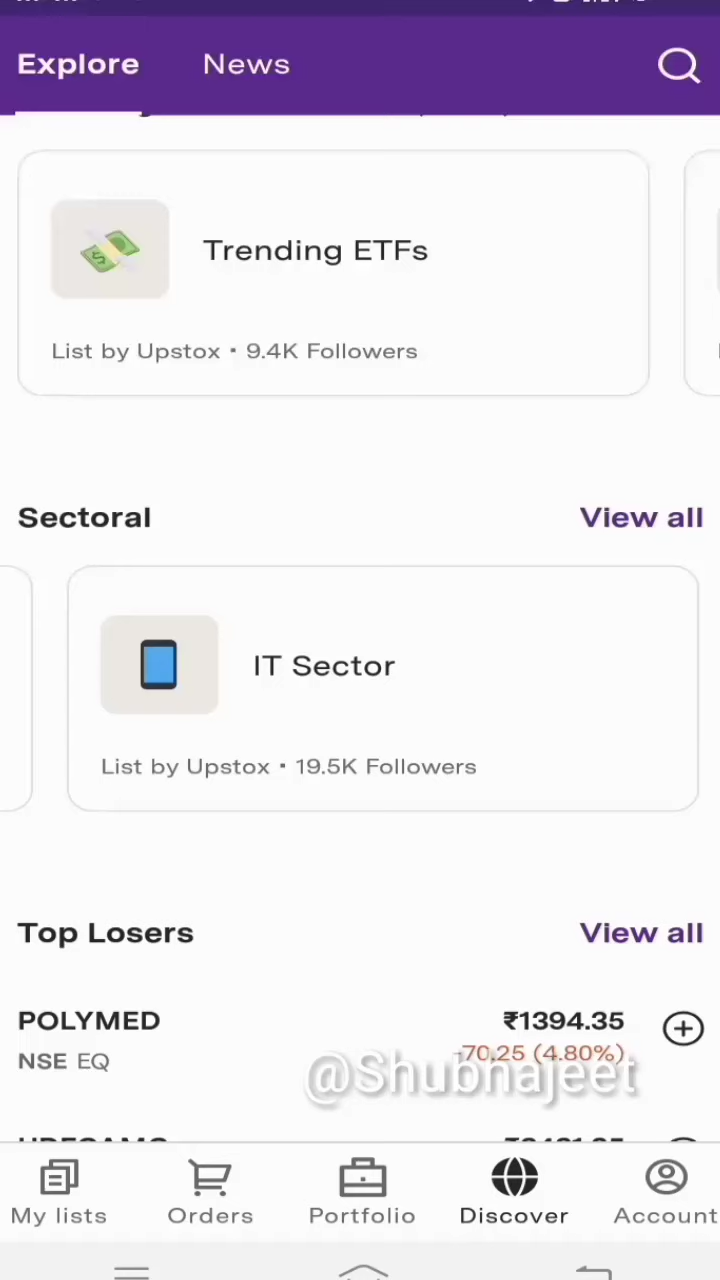 Explore
News
Trending ETFs
List by Upstox • 9.4K Followers
Sectoral
View all
IT Sector
List by Upstox • 19.5K Followers
Top Losers
View all
POLYMED
₹1394.35
NSE EQ
-70.25 (4.80%)
@Shubhajeet
My lists
Orders
Portfolio
Discover
Account